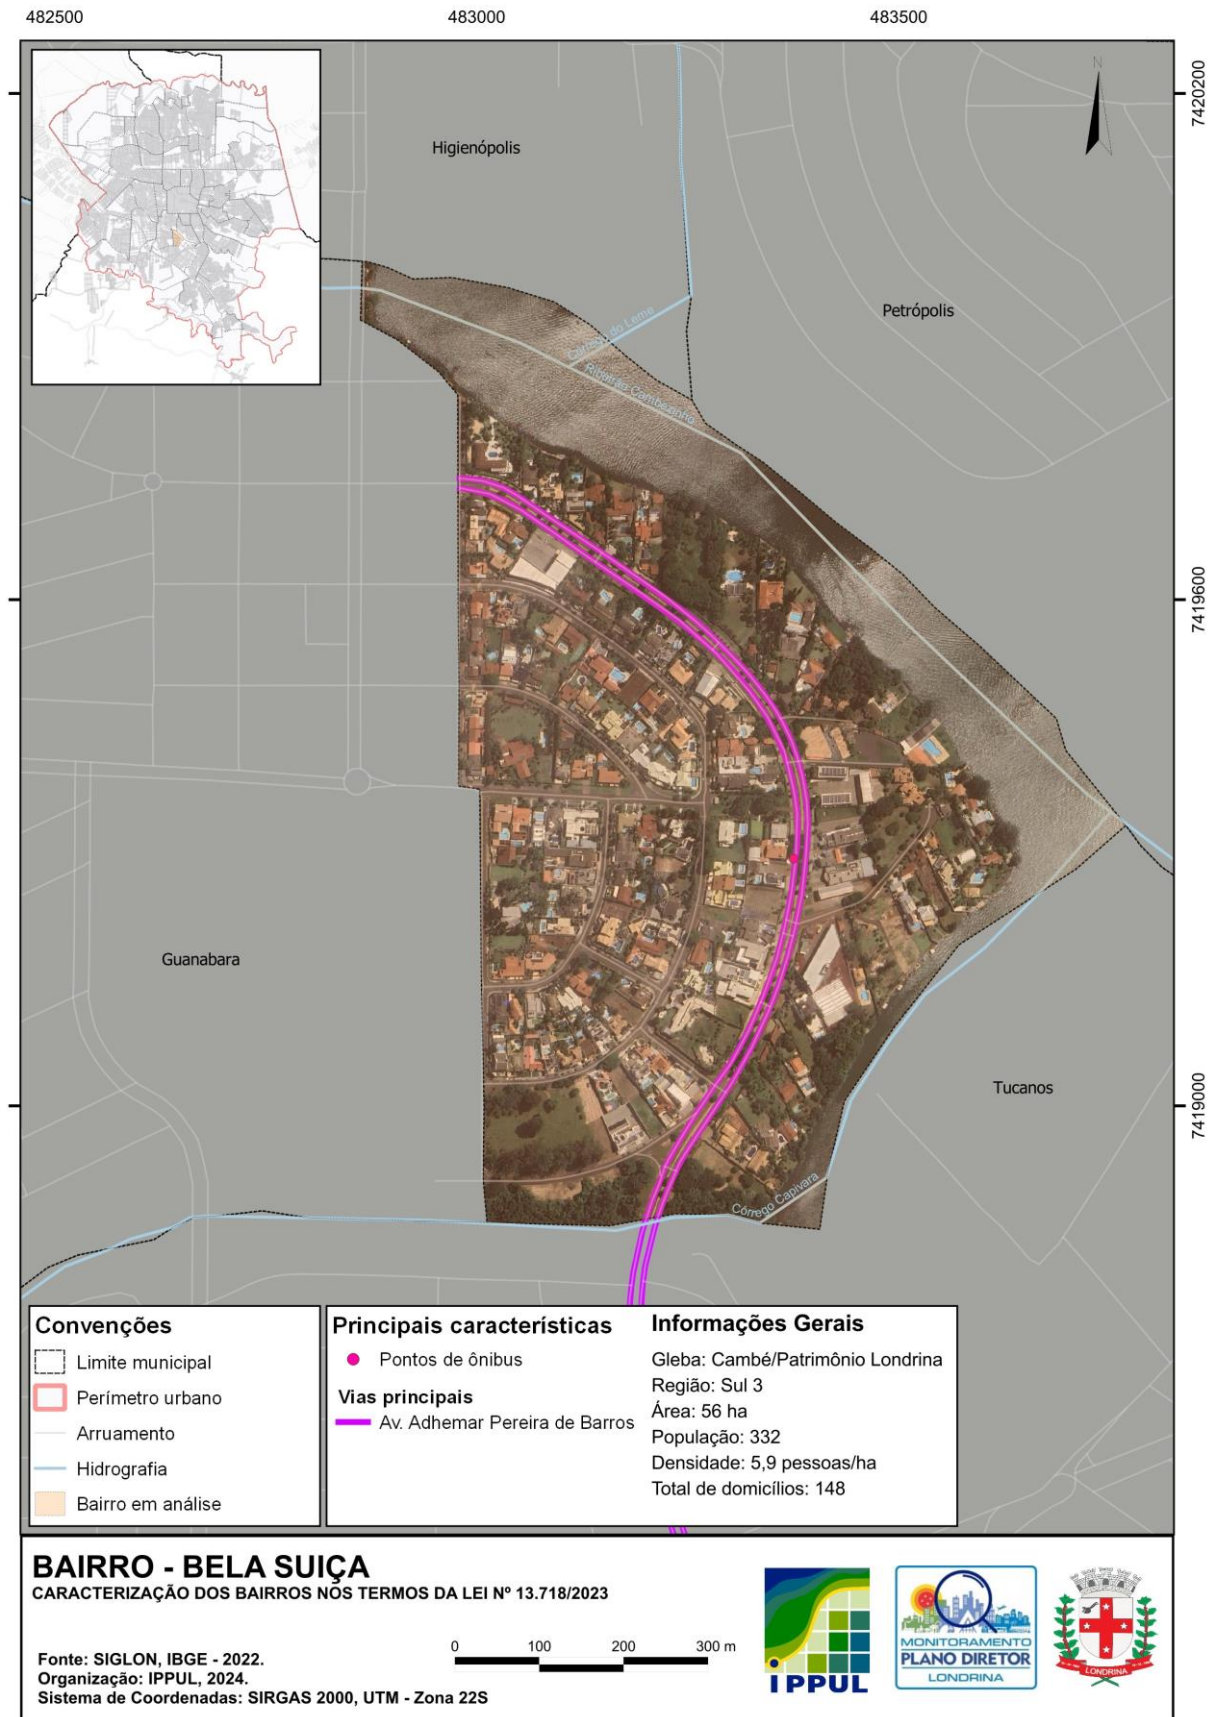 482500
483000
483500
7420200
N
Higienópolis
Petrópolis
Córrego do Leme
Ribeirão Cambezinho
7419600
Guanabara
Tucanos
7419000
Córrego Capivara
Convenções
Limite municipal
Perímetro urbano
Arruamento
Hidrografia
Bairro em análise
Principais características
Pontos de ônibus
Vias principais
Av. Adhemar Pereira de Barros
Informações Gerais
Gleba: Cambé/Patrimônio Londrina
Região: Sul 3
Área: 56 ha
População: 332
Densidade: 5,9 pessoas/ha
Total de domicílios: 148
BAIRRO - BELA SUIÇA
CARACTERIZAÇÃO DOS BAIRROS NOS TERMOS DA LEI Nº 13.718/2023
Fonte: SIGLON, IBGE - 2022.
Organização: IPPUL, 2024.
Sistema de Coordenadas: SIRGAS 2000, UTM - Zona 22S
0 100 200 300 m
IPPUL
MONITORAMENTO
PLANO DIRETOR
LONDRINA
LONDRINA